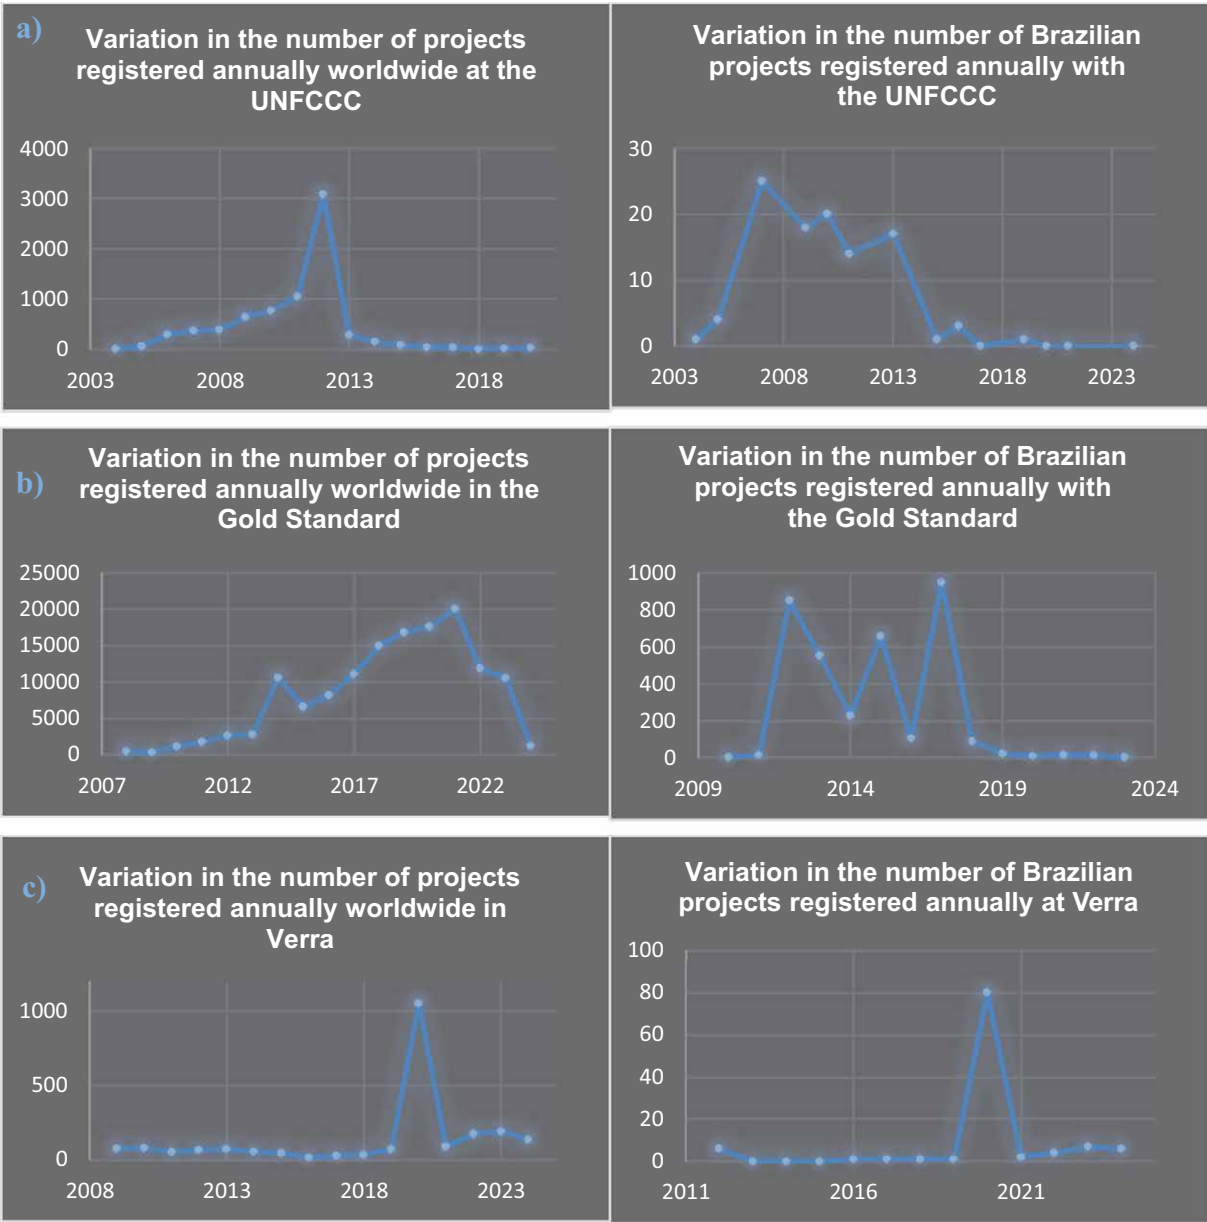 a)
Variation in the number of projects
registered annually worldwide at the
UNFCCC
4000
3000
2000
1000
0
2003 2008 2013 2018
Variation in the number of Brazilian
projects registered annually with
the UNFCCC
30
20
10
0
2003 2008 2013 2018 2023
b)
Variation in the number of projects
registered annually worldwide in the
Gold Standard
25000
20000
15000
10000
5000
0
2007 2012 2017 2022
Variation in the number of Brazilian
projects registered annually with
the Gold Standard
1000
800
600
400
200
0
2009 2014 2019 2024
c)
Variation in the number of projects
registered annually worldwide in
Verra
1000
500
0
2008 2013 2018 2023
Variation in the number of Brazilian
projects registered annually at Verra
100
80
60
40
20
0
2011 2016 2021